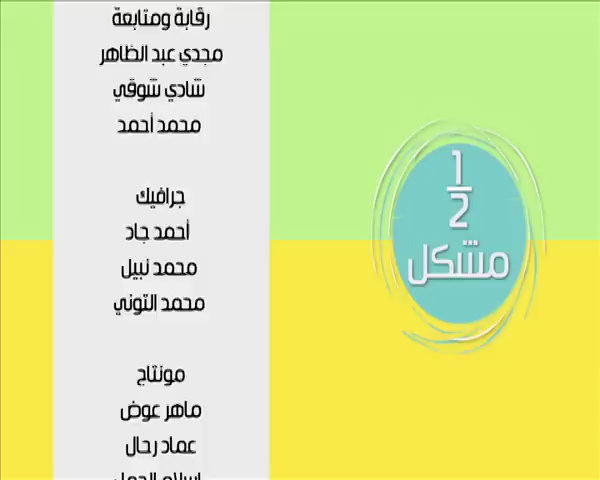 رقابة ومتابعة
مجدي عبد الظاهر
شادي شوقي
محمد أحمد
جرافيك
أحمد جاد
محمد نبيل
محمد التوني
مونتاج
ماهر عوض
عماد رحال
1
2
مشكل